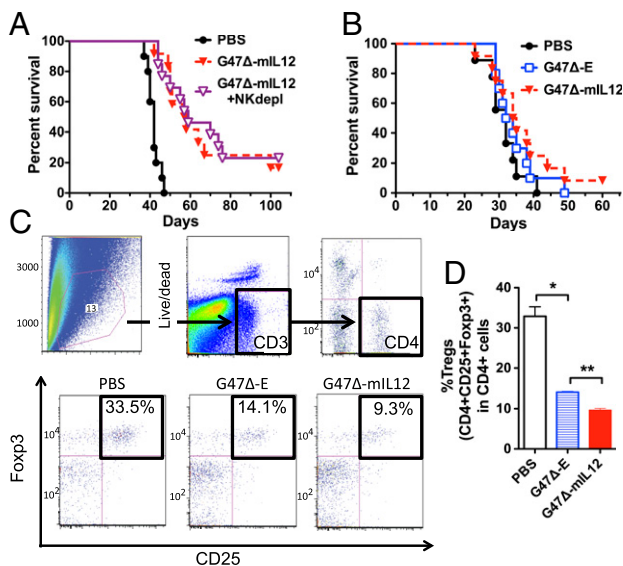 A
PBS
G47Δ-mIL12
G47Δ-mIL12
+NKdepl
Percent survival
100
80
60
40
20
0
0 20 40 60 80 100
Days
B
PBS
G47Δ-E
G47Δ-mIL12
Percent survival
100
80
60
40
20
0
0 10 20 30 40 50 60
Days
C
3000
1000
13
Live/dead
CD3
10⁴
10²
CD4
PBS
G47Δ-E
G47Δ-mIL12
33.5%
14.1%
9.3%
Foxp3
10⁴
10²
10⁴
10²
10⁴
10²
CD25
D
%Tregs
(CD4+CD25+Foxp3+)
in CD4+ cells
50
40
30
20
10
0
*
**
PBS
G47Δ-E
G47Δ-mIL12